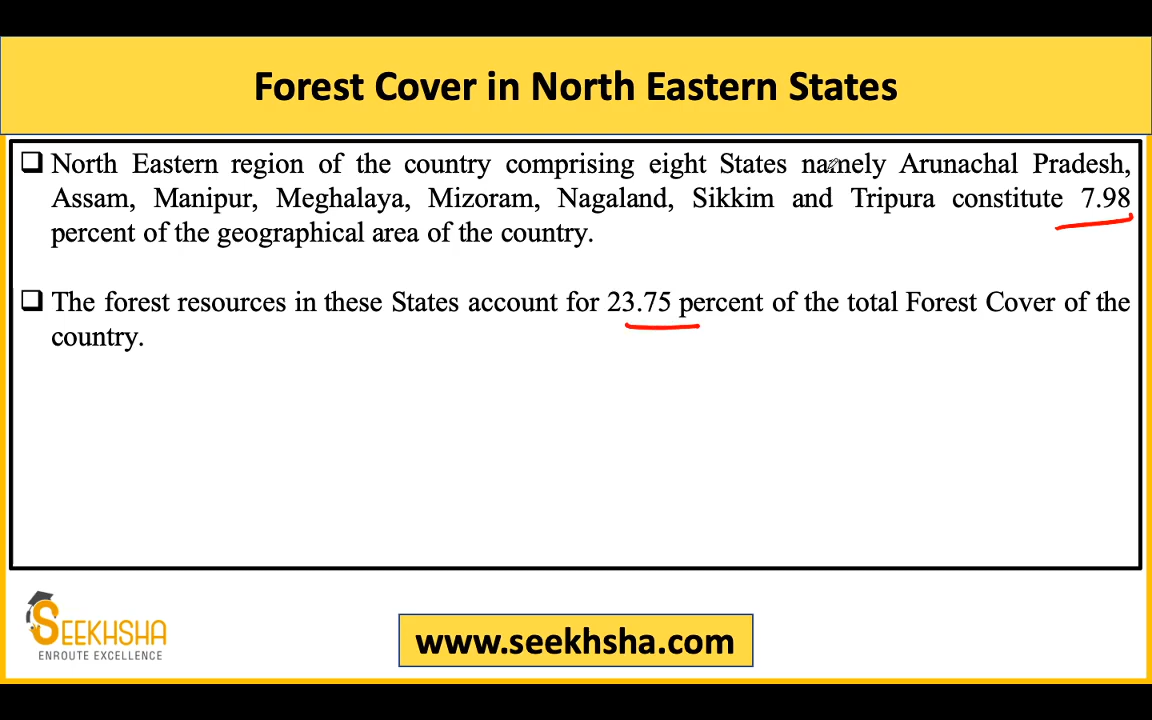 Forest Cover in North Eastern States
❑ North Eastern region of the country comprising eight States namely Arunachal Pradesh,
Assam, Manipur, Meghalaya, Mizoram, Nagaland, Sikkim and Tripura constitute 7.98
percent of the geographical area of the country.
❑ The forest resources in these States account for 23.75 percent of the total Forest Cover of the
country.
SEEKHSHA
ENROUTE EXCELLENCE
www.seekhsha.com